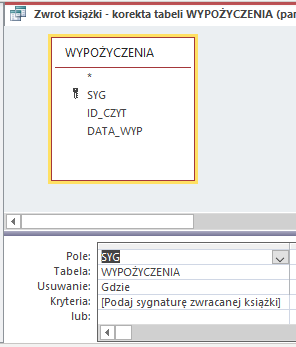 Zwrot książki - korekta tabeli WYPOŻYCZENIA (par
WYPOŻYCZENIA
*
SYG
ID_CZYT
DATA_WYP
Pole: SYG
Tabela: WYPOŻYCZENIA
Usuwanie: Gdzie
Kryteria: [Podaj sygnaturę zwracanej książki]
lub: